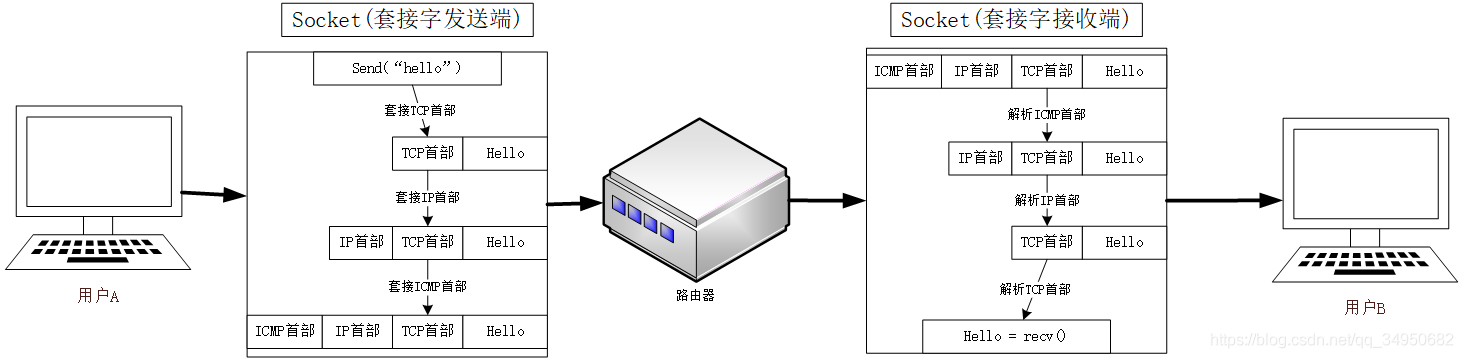 Socket(套接字发送端)
Send(“hello”)
套接TCP首部
TCP首部 Hello
套接IP首部
IP首部 TCP首部 Hello
套接ICMP首部
ICMP首部 IP首部 TCP首部 Hello
用户A
路由器
Socket(套接字接收端)
ICMP首部 IP首部 TCP首部 Hello
解析ICMP首部
IP首部 TCP首部 Hello
解析IP首部
TCP首部 Hello
解析TCP首部
Hello = recv()
用户B
https://blog.csdn.net/qq_34950682